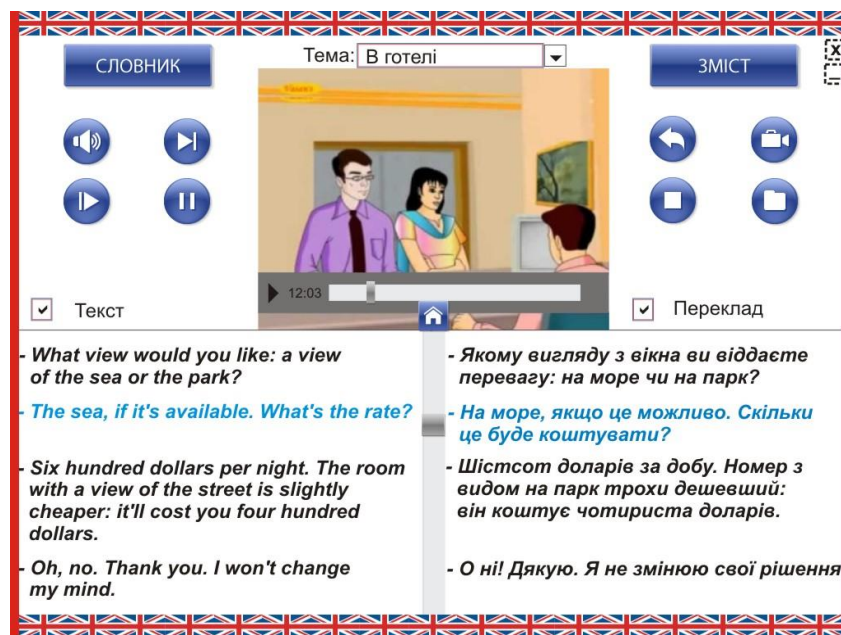 СЛОВНИК
Тема: В готелі
ЗМІСТ
x
12:03
Текст
Переклад
- What view would you like: a view
of the sea or the park?
- The sea, if it's available. What's the rate?
- Six hundred dollars per night. The room
with a view of the street is slightly
cheaper: it'll cost you four hundred
dollars.
- Oh, no. Thank you. I won't change
my mind.
- Якому вигляду з вікна ви віддаєте
перевагу: на море чи на парк?
- На море, якщо це можливо. Скільки
це буде коштувати?
- Шістсот доларів за добу. Номер з
видом на парк трохи дешевший:
він коштує чотириста доларів.
- О ні! Дякую. Я не змінюю свої рішення